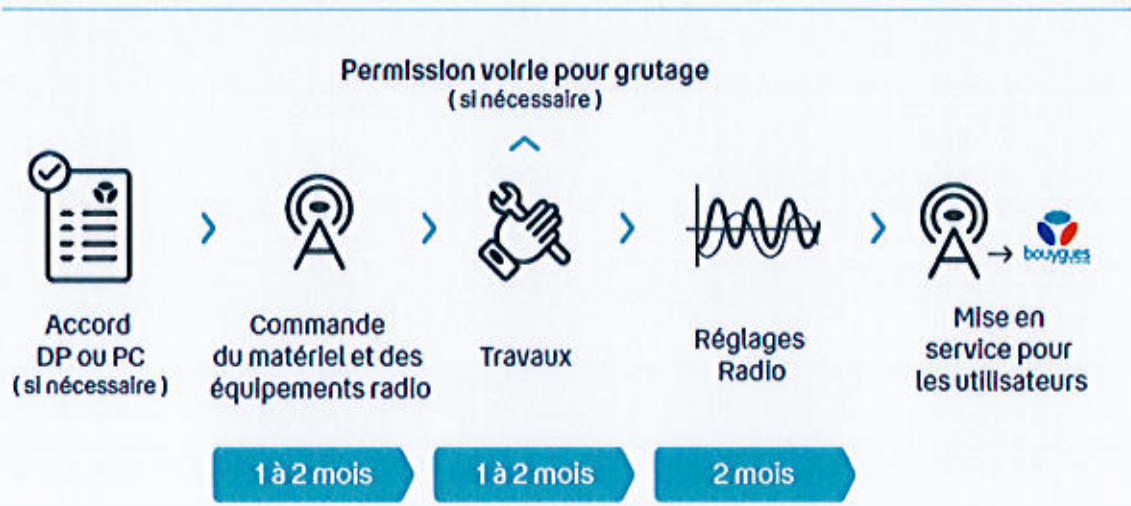 Permission voirie pour grutage
( si nécessaire )
bouygues
Accord
DP ou PC
( si nécessaire )
Commande
du matériel et des
équipements radio
Travaux
Réglages
Radio
Mise en
service pour
les utilisateurs
1 à 2 mois
1 à 2 mois
2 mois